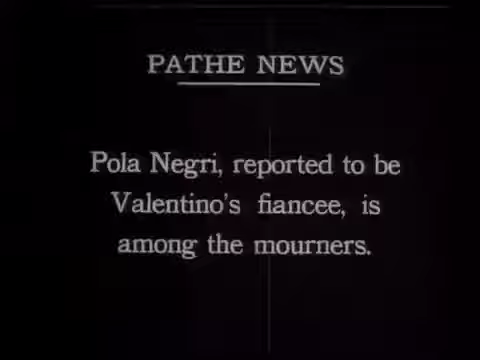 PATHE NEWS
Pola Negri, reported to be
Valentino's fiancee, is
among the mourners.